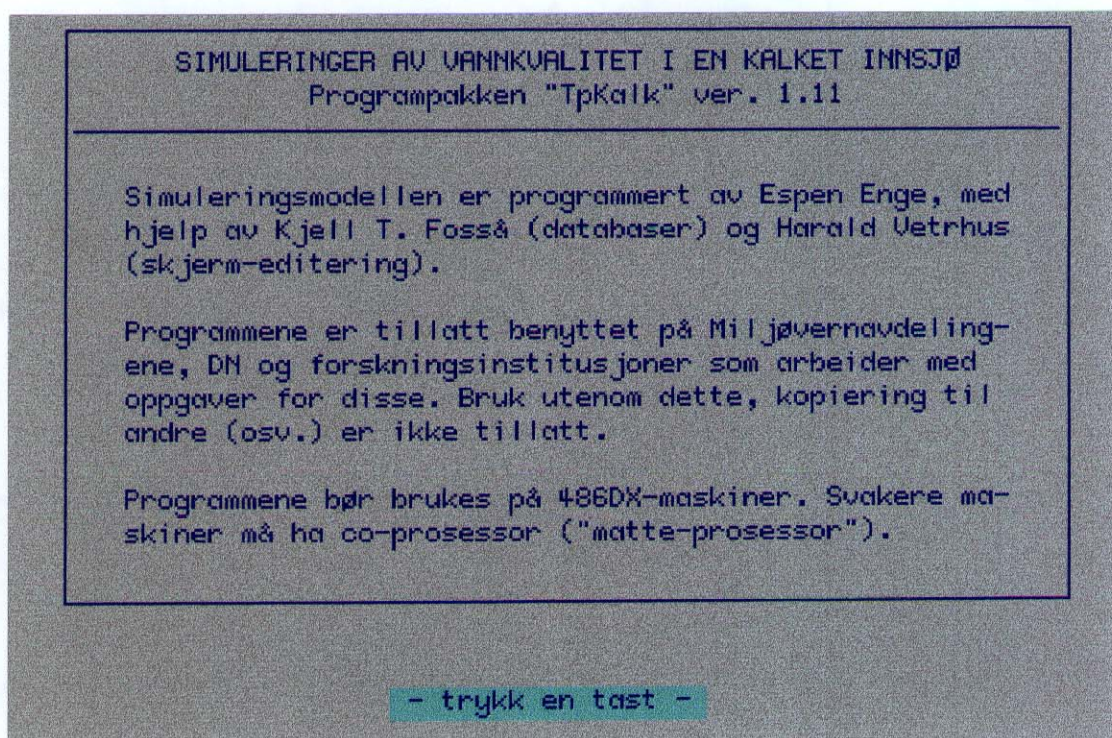 SIMULERINGER AV VANNKVALITET I EN KALKET INNSJØ
Programpakken "TpKalk" ver. 1.11
Simuleringsmodellen er programmert av Espen Enge, med
hjelp av Kjell T. Fosså (databaser) og Harald Vetrhus
(skjerm-editering).
Programmene er tillatt benyttet på Miljøvernavdeling-
ene, DN og forskningsinstitusjoner som arbeider med
oppgaver for disse. Bruk utenom dette, kopiering til
andre (osv.) er ikke tillatt.
Programmene bør brukes på 486DX-maskiner. Svakere ma-
skiner må ha co-prosessor ("matte-prosessor").
- trykk en tast -